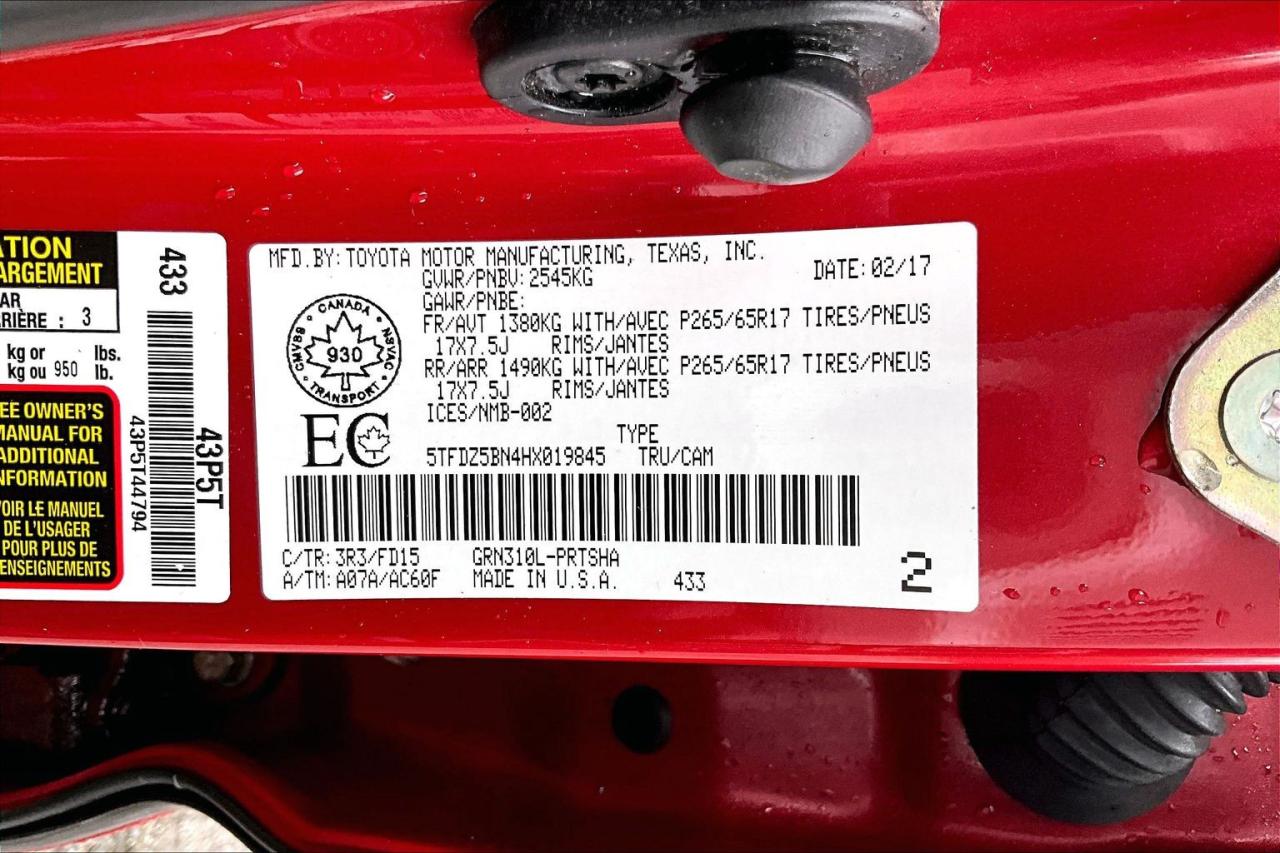 ATION
ARGEMENT
AR
RIÈRE : 3
kg or lbs.
kg ou 950 lb.
EE OWNER'S
MANUAL FOR
ADDITIONAL
NFORMATION
OIR LE MANUEL
DE L'USAGER
POUR PLUS DE
ENSEIGNEMENTS
433
43P5T44794
43P5T
MFD.BY:TOYOTA MOTOR MANUFACTURING, TEXAS, INC.
GVWR/PNBV:2545KG DATE:02/17
GAWR/PNBE:
FR/AVT 1380KG WITH/AVEC P265/65R17 TIRES/PNEUS
17X7.5J RIMS/JANTES
RR/ARR 1490KG WITH/AVEC P265/65R17 TIRES/PNEUS
17X7.5J RIMS/JANTES
ICES/NMB-002
CANADA
CMVSS NSVAC
930
TRANSPORT
EC
TYPE
5TFDZ5BN4HX019845 TRU/CAM
C/TR:3R3/FD15 GRN310L-PRTSHA
A/TM:A07A/AC60F MADE IN U.S.A. 433
2